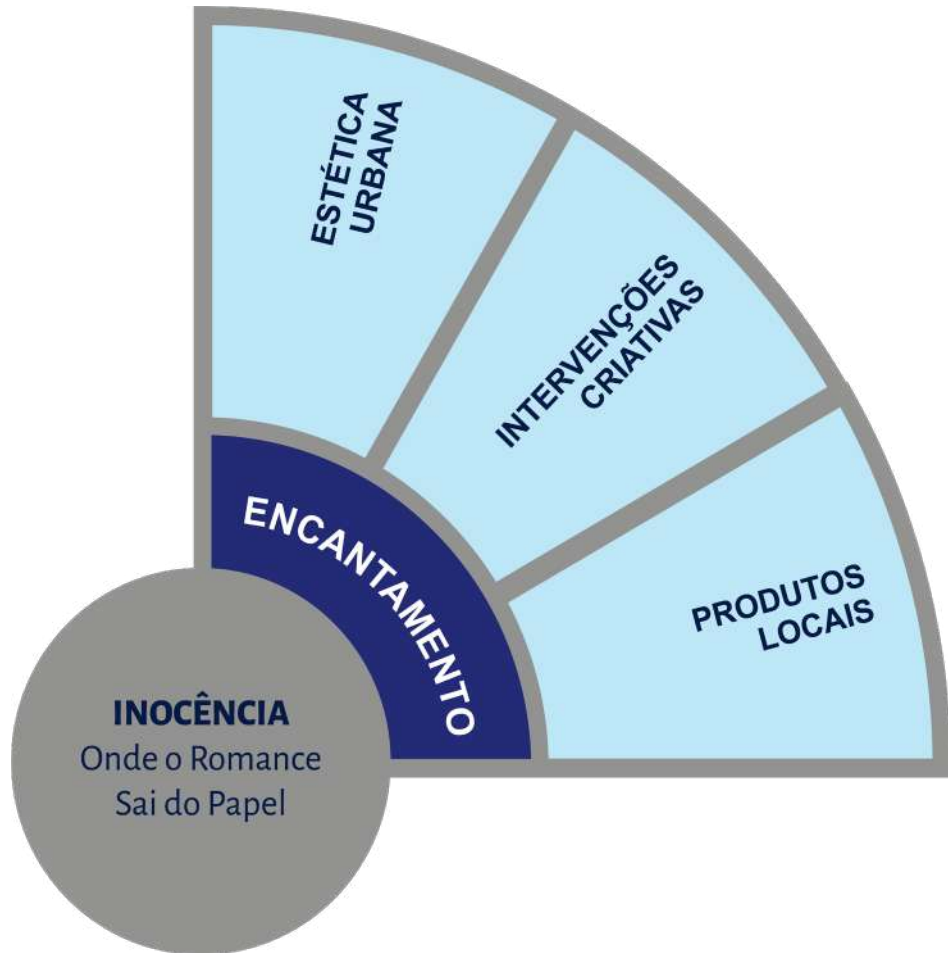 ESTÉTICA
URBANA
INTERVENÇÕES
CRIATIVAS
PRODUTOS
LOCAIS
ENCANTAMENTO
INOCÊNCIA
Onde o Romance
Sai do Papel